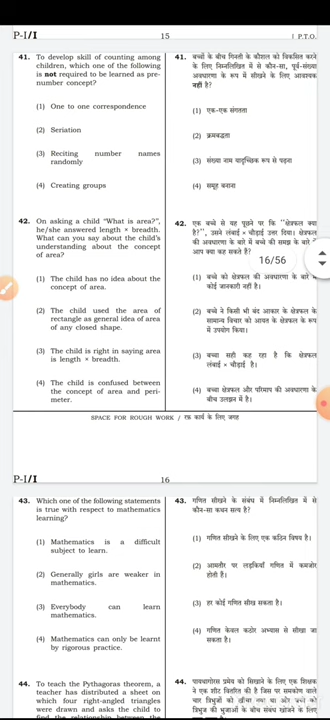 P-I/I
15
| P.T.O.
41. To develop skill of counting among
children, which one of the following
is not required to be learned as pre-
number concept?
(1) One to one correspondence
(2) Seriation
(3) Reciting number names
randomly
(4) Creating groups
42. On asking a child "What is area?",
he/she answered length × breadth.
What can you say about the child's
understanding about the concept
of area?
(1) The child has no idea about the
concept of area.
(2) The child used the area of
rectangle as general idea of area
of any closed shape.
(3) The child is right in saying area
is length × breadth.
(4) The child is confused between
the concept of area and peri-
meter.
41. बच्चों के बीच गिनती के कौशल को विकसित करने
के लिए निम्नलिखित में से कौन-सा, पूर्व-संख्या
अवधारणा के रूप में सीखने के लिए आवश्यक
नहीं है?
(1) एक-एक संगतता
(2) क्रमबद्धता
(3) संख्या नाम यादृच्छिक रूप से पढ़ना
(4) समूह बनाना
42. एक बच्चे से यह पूछने पर कि "क्षेत्रफल क्या
है?", उसने लंबाई × चौड़ाई उत्तर दिया। क्षेत्रफल
की अवधारणा के बारे में बच्चे की समझ के बारे
आप क्या कह सकते हैं?
16/56
(1) बच्चे को क्षेत्रफल की अवधारणा के बारे
कोई जानकारी नहीं है।
(2) बच्चे ने किसी भी बंद आकार के क्षेत्रफल के
सामान्य विचार को आयत के क्षेत्रफल के रूप
में उपयोग किया।
(3) बच्चा सही कह रहा है कि क्षेत्रफल
लंबाई × चौड़ाई है।
(4) बच्चा क्षेत्रफल और परिमाप की अवधारणा के
बीच उलझन में है।
SPACE FOR ROUGH WORK / रफ़ कार्य के लिए जगह
P-I/I
16
43. Which one of the following statements
is true with respect to mathematics
learning?
(1) Mathematics is a difficult
subject to learn.
(2) Generally girls are weaker in
mathematics.
(3) Everybody can learn
mathematics.
(4) Mathematics can only be learnt
by rigorous practice.
44. To teach the Pythagoras theorem, a
teacher has distributed a sheet on
which four right-angled triangles
were drawn and asks the child to
find the relationship between the
43. गणित सीखने के संबंध में निम्नलिखित में से
कौन-सा कथन सत्य है?
(1) गणित सीखने के लिए एक कठिन विषय है।
(2) आमतौर पर लड़कियाँ गणित में कमजोर
होती हैं।
(3) हर कोई गणित सीख सकता है।
(4) गणित केवल कठोर अभ्यास से सीखा जा
सकता है।
44. पायथागोरस प्रमेय को सिखाने के लिए एक शिक्षक
ने एक शीट वितरित की है जिस पर समकोण वाले
चार त्रिभुजों को खींचा गया था और बच्चे को
त्रिभुज की भुजाओं के बीच संबंध खोजने के लिए